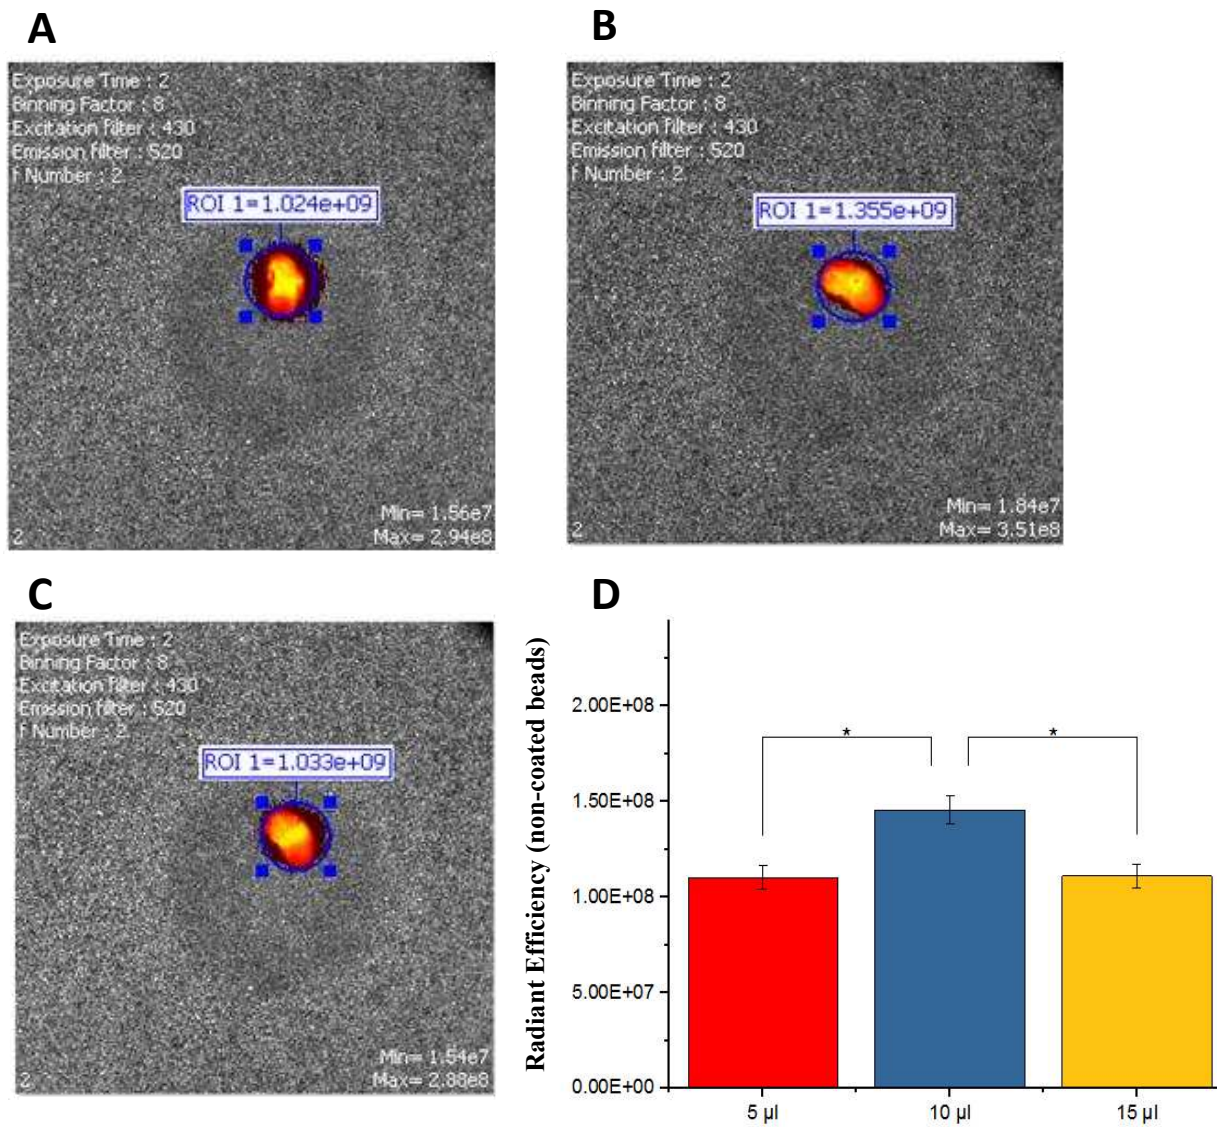 A
Exposure Time : 2
Binning Factor : 8
Excitation filter : 430
Emission filter : 520
f Number : 2
ROI 1=1.024e+09
Min= 1.56e7
Max= 2.94e8
2
B
Exposure Time : 2
Binning Factor : 8
Excitation filter : 430
Emission filter : 520
f Number : 2
ROI 1=1.355e+09
Min= 1.84e7
Max= 3.51e8
2
C
Exposure Time : 2
Binning Factor : 8
Excitation filter : 430
Emission filter : 520
f Number : 2
ROI 1=1.033e+09
Min= 1.54e7
Max= 2.88e8
2
D
Radiant Efficiency (non-coated beads)
2.00E+08
1.50E+08
1.00E+08
5.00E+07
0.00E+00
* *
5 µl 10 µl 15 µl